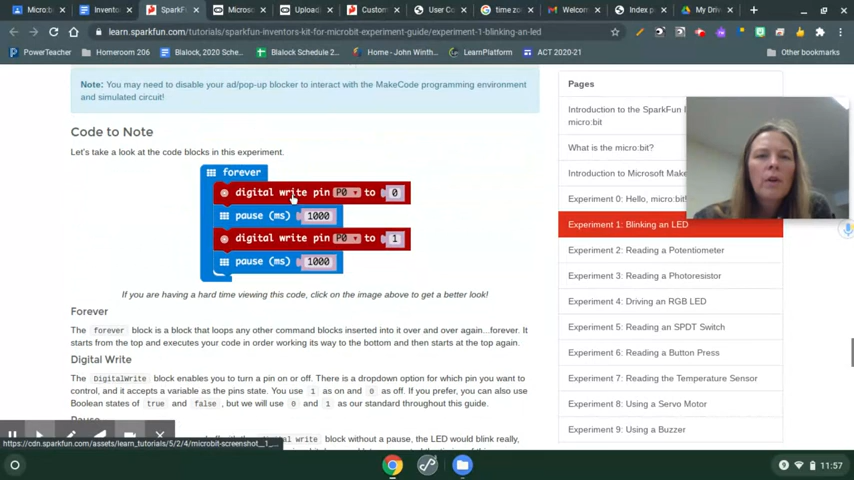 Micro:b
Invento
SparkF
Micros
Uploadi
Custom
User Co
time zo
Welcom
Index p
My Driv
learn.sparkfun.com/tutorials/sparkfun-inventors-kit-for-microbit-experiment-guide/experiment-1-blinking-an-led
PowerTeacher
Homeroom 206
Blalock, 2020 Sche...
Blalock Schedule 2...
Home - John Winth...
LearnPlatform
ACT 2020-21
Other bookmarks
Note: You may need to disable your ad/pop-up blocker to interact with the MakeCode programming environment
and simulated circuit!
Code to Note
Let's take a look at the code blocks in this experiment.
forever
digital write pin P0 to 0
pause (ms) 1000
digital write pin P0 to 1
pause (ms) 1000
If you are having a hard time viewing this code, click on the image above to get a better look!
Forever
The forever block is a block that loops any other command blocks inserted into it over and over again...forever. It
starts from the top and executes your code in order working its way to the bottom and then starts at the top again.
Digital Write
The DigitalWrite block enables you to turn a pin on or off. There is a dropdown option for which pin you want to
control, and it accepts a variable as the pins state. You use 1 as on and 0 as off. If you prefer, you can also use
Boolean states of true and false, but we will use 0 and 1 as our standard throughout this guide.
write block without a pause, the LED would blink really,
https://cdn.sparkfun.com/assets/learn_tutorials/5/2/4/microbit-screenshot__1_...
Pages
Introduction to the SparkFun I
micro:bit
What is the micro:bit?
Introduction to Microsoft Make
Experiment 0: Hello, micro:bit!
Experiment 1: Blinking an LED
Experiment 2: Reading a Potentiometer
Experiment 3: Reading a Photoresistor
Experiment 4: Driving an RGB LED
Experiment 5: Reading an SPDT Switch
Experiment 6: Reading a Button Press
Experiment 7: Reading the Temperature Sensor
Experiment 8: Using a Servo Motor
Experiment 9: Using a Buzzer
11:57